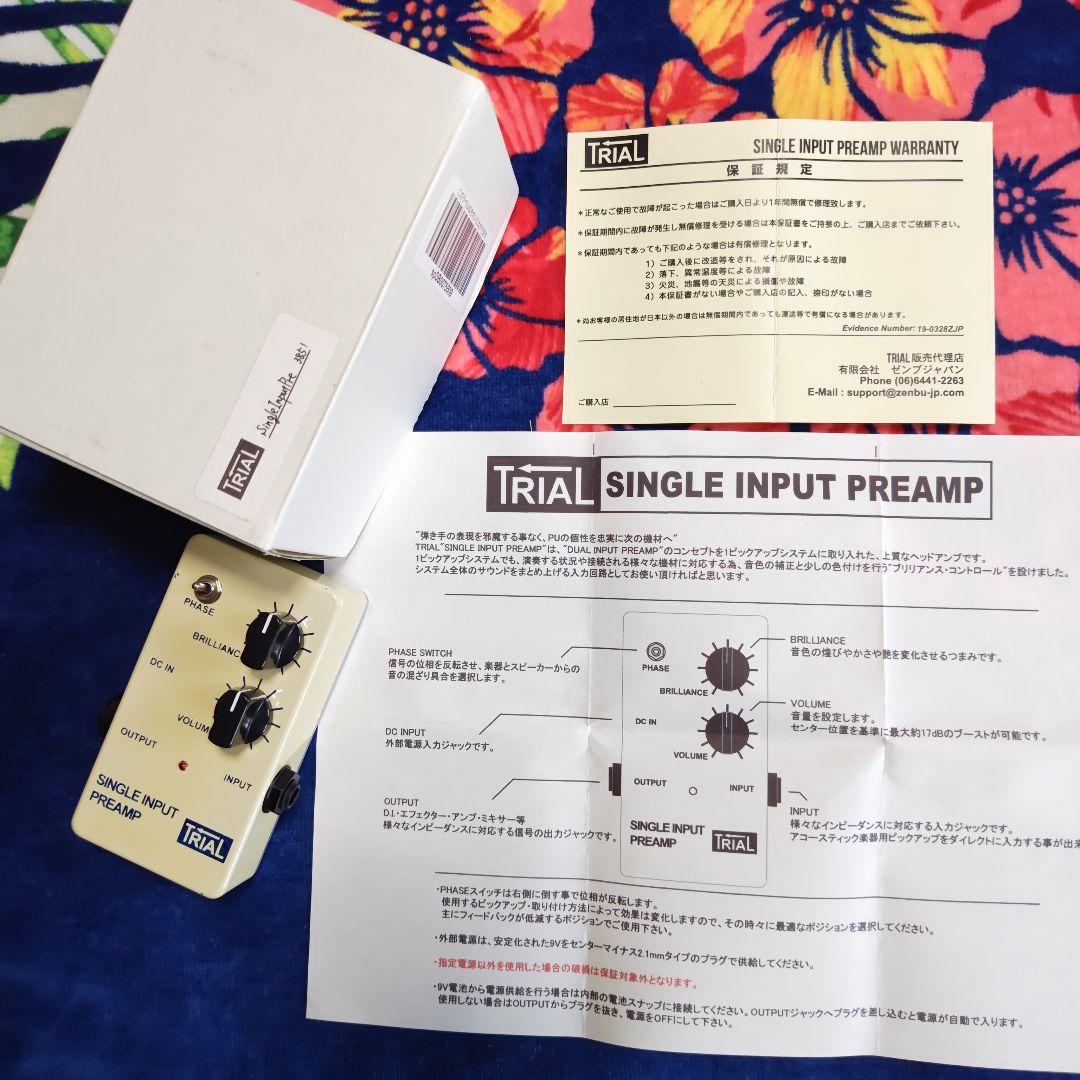 Single Input Pre 3851
TRIAL
TRIAL
SINGLE INPUT PREAMP WARRANTY
保証規定
*正常なご使用で故障が起こった場合はご購入日より1年間無償で修理致します。
*保証期間内に故障が発生し無償修理を受ける場合は本保証書をご持参の上、ご購入店までご依頼下さい。
*保証期間内であっても下記のような場合は有償修理となります。
1）ご購入後に改造等をされ、それが原因による故障
2）落下、異常温度等による故障
3）火災、地震等の天災による損傷や故障
4）本保証書がない場合やご購入店の記入、捺印がない場合
*尚お客様の居住地が日本以外の場合は無償期間内であっても運送等で有償になる場合があります。
Evidence Number: 19-0328ZJP
TRIAL 販売代理店
有限会社 ゼンブジャパン
Phone (06)6441-2263
E-Mail : support@zenbu-jp.com
ご購入店
TRIAL SINGLE INPUT PREAMP
"弾き手の表現を邪魔する事なく、PUの個性を忠実に次の機材へ"
TRIAL"SINGLE INPUT PREAMP"は、"DUAL INPUT PREAMP"のコンセプトを1ピックアップシステムに取り入れた、上質なヘッドアンプです。
1ピックアップシステムでも、演奏する状況や接続される様々な機材に対応する為、音色の補正と少しの色付けを行う"ブリリアンス・コントロール"を設けました。
システム全体のサウンドをまとめ上げる入力回路としてお使い頂ければと思います。
PHASE SWITCH
信号の位相を反転させ、楽器とスピーカーからの
音の混ざり具合を選択します。
DC INPUT
外部電源入力ジャックです。
OUTPUT
D.I.・エフェクター・アンプ・ミキサー等
様々なインピーダンスに対応する信号の出力ジャックです。
PHASE
BRILLIANCE
DC IN
VOLUME
OUTPUT
INPUT
SINGLE INPUT
PREAMP
TRIAL
BRILLIANCE
音色の煌びやかさや艶を変化させるつまみです。
VOLUME
音量を設定します。
センター位置を基準に最大約17dBのブーストが可能です。
INPUT
様々なインピーダンスに対応する入力ジャックです。
アコースティック楽器用ピックアップをダイレクトに入力する事が出来
・PHASEスイッチは右側に倒す事で位相が反転します。
使用するピックアップ・取り付け方法によって効果は変化しますので、その時々に最適なポジションを選択してください。
主にフィードバックが低減するポジションでご使用下さい。
・外部電源は、安定化された9Vをセンターマイナス2.1mmタイプのプラグで供給してください。
・指定電源以外を使用した場合の破損は保証対象外となります。
・9V電池から電源供給を行う場合は内部の電池スナップに接続してください。OUTPUTジャックへプラグを差し込むと電源が自動で入ります。
使用しない場合はOUTPUTからプラグを抜き、電源をOFFにして下さい。
PHASE
BRILLIANC
DC IN
VOLUM
OUTPUT
INPUT
SINGLE INPUT
PREAMP
TRIAL